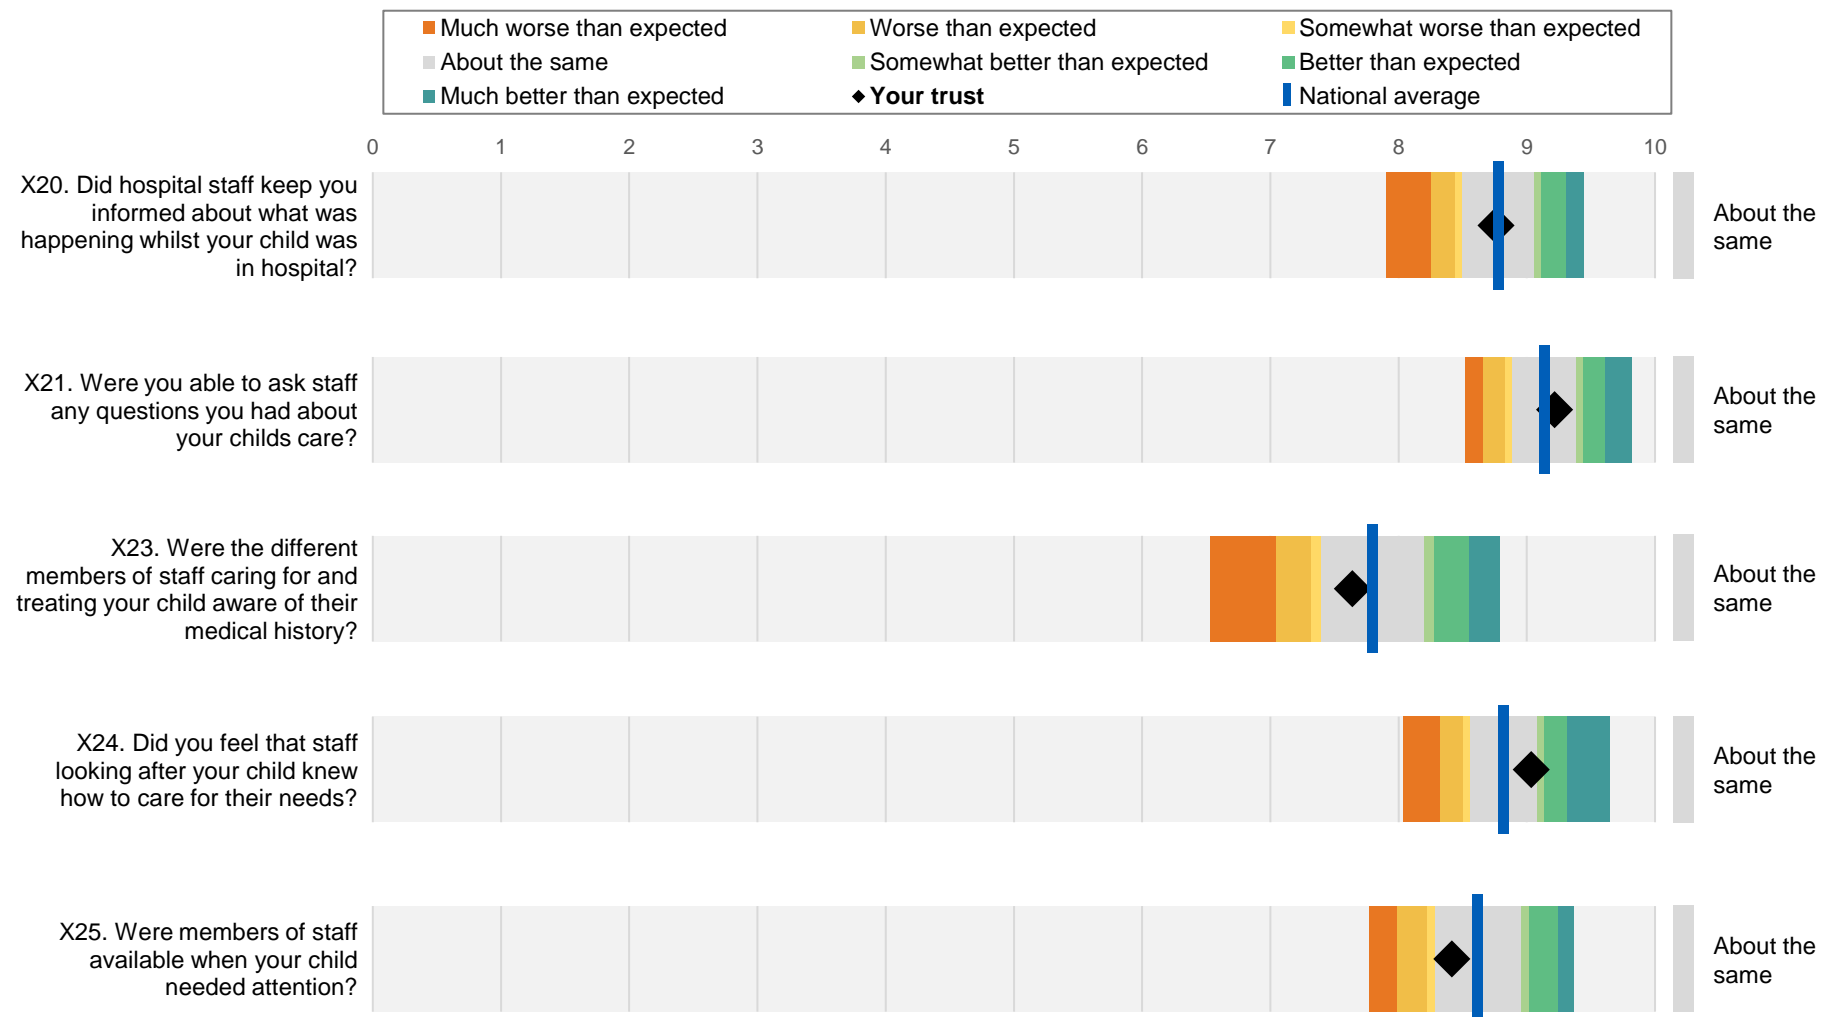 Much worse than expected
Worse than expected
Somewhat worse than expected
About the same
Somewhat better than expected
Better than expected
Much better than expected
Your trust
National average
0 1 2 3 4 5 6 7 8 9 10
X20. Did hospital staff keep you
informed about what was
happening whilst your child was
in hospital?
About the
same
X21. Were you able to ask staff
any questions you had about
your childs care?
About the
same
X23. Were the different
members of staff caring for and
treating your child aware of their
medical history?
About the
same
X24. Did you feel that staff
looking after your child knew
how to care for their needs?
About the
same
X25. Were members of staff
available when your child
needed attention?
About the
same